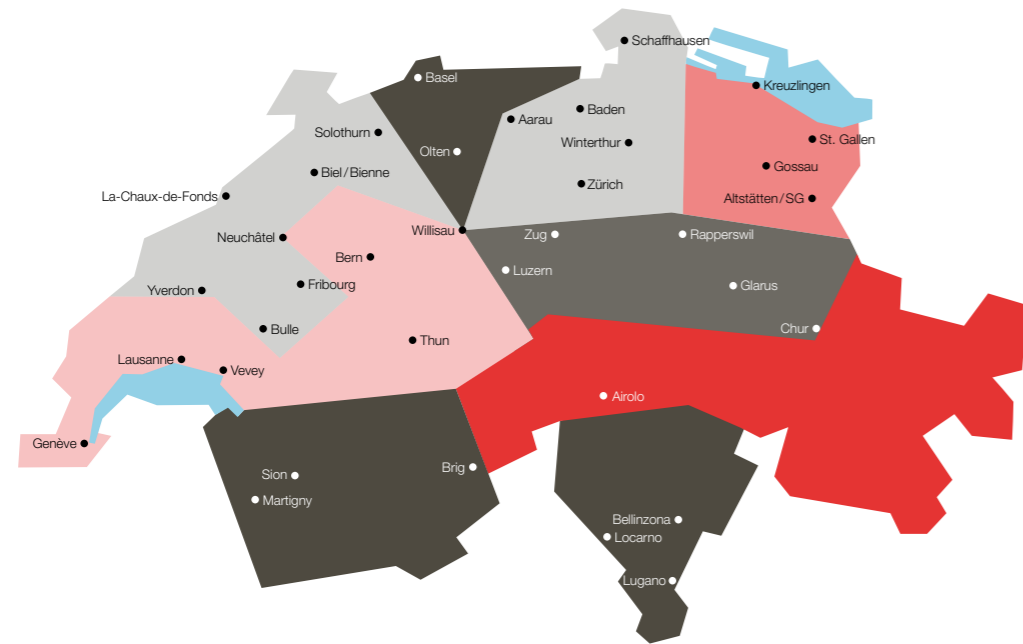 Schaffhausen
Basel
Kreuzlingen
Baden
Aarau
Solothurn
Winterthur
St. Gallen
Olten
Gossau
Biel/Bienne
Zürich
La-Chaux-de-Fonds
Altstätten/SG
Willisau
Zug
Rapperswil
Neuchâtel
Bern
Luzern
Fribourg
Glarus
Yverdon
Bulle
Chur
Thun
Lausanne
Vevey
Airolo
Genève
Brig
Sion
Martigny
Bellinzona
Locarno
Lugano